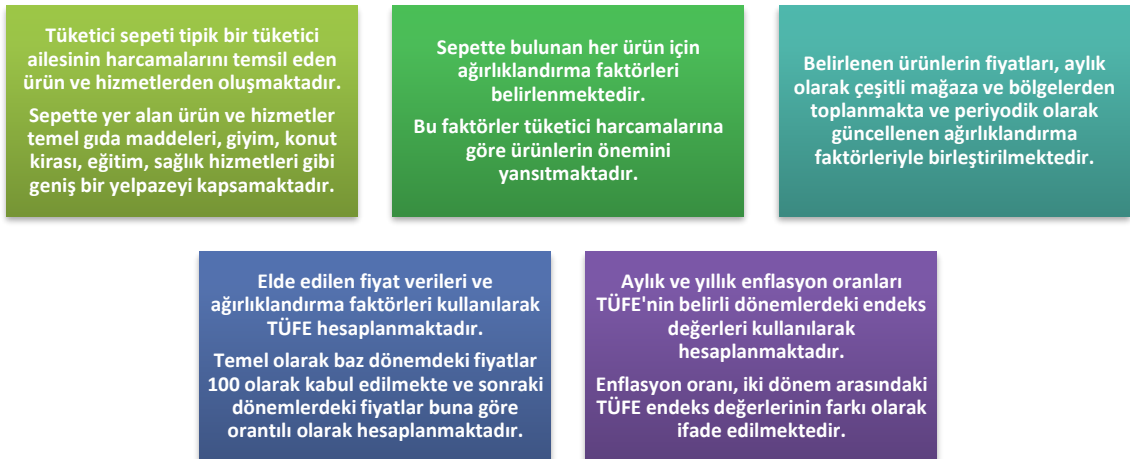 Tüketici sepeti tipik bir tüketici
ailesinin harcamalarını temsil eden
ürün ve hizmetlerden oluşmaktadır.
Sepette yer alan ürün ve hizmetler
temel gıda maddeleri, giyim, konut
kirası, eğitim, sağlık hizmetleri gibi
geniş bir yelpazeyi kapsamaktadır.
Sepette bulunan her ürün için
ağırlıklandırma faktörleri
belirlenmektedir.
Bu faktörler tüketici harcamalarına
göre ürünlerin önemini
yansıtmaktadır.
Belirlenen ürünlerin fiyatları, aylık
olarak çeşitli mağaza ve bölgelerden
toplanmakta ve periyodik olarak
güncellenen ağırlıklandırma
faktörleriyle birleştirilmektedir.
Elde edilen fiyat verileri ve
ağırlıklandırma faktörleri kullanılarak
TÜFE hesaplanmaktadır.
Temel olarak baz dönemdeki fiyatlar
100 olarak kabul edilmekte ve sonraki
dönemlerdeki fiyatlar buna göre
orantılı olarak hesaplanmaktadır.
Aylık ve yıllık enflasyon oranları
TÜFE'nin belirli dönemlerdeki endeks
değerleri kullanılarak
hesaplanmaktadır.
Enflasyon oranı, iki dönem arasındaki
TÜFE endeks değerlerinin farkı olarak
ifade edilmektedir.